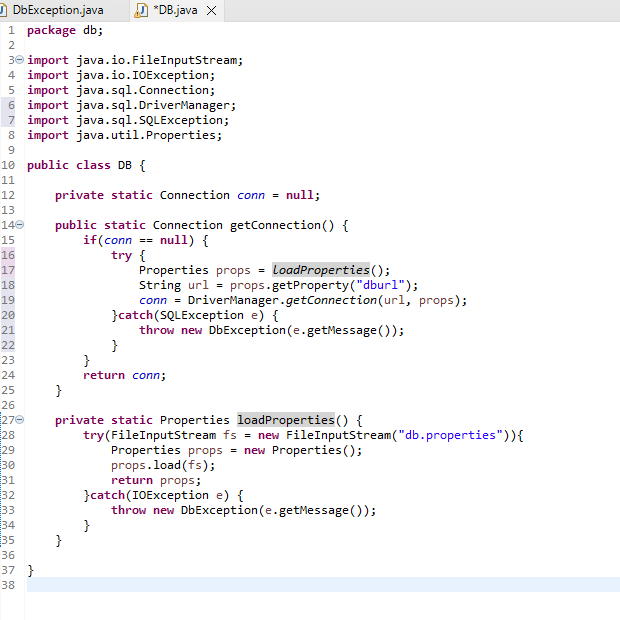 DbException.java *DB.java
1 package db;
2
3 import java.io.FileInputStream;
4 import java.io.IOException;
5 import java.sql.Connection;
6 import java.sql.DriverManager;
7 import java.sql.SQLException;
8 import java.util.Properties;
9
10 public class DB {
11
12     private static Connection conn = null;
13
14     public static Connection getConnection() {
15         if(conn == null) {
16             try {
17                 Properties props = loadProperties();
18                 String url = props.getProperty("dburl");
19                 conn = DriverManager.getConnection(url, props);
20             }catch(SQLException e) {
21                 throw new DbException(e.getMessage());
22             }
23         }
24         return conn;
25     }
26
27     private static Properties loadProperties() {
28         try(FileInputStream fs = new FileInputStream("db.properties")){
29             Properties props = new Properties();
30             props.load(fs);
31             return props;
32         }catch(IOException e) {
33             throw new DbException(e.getMessage());
34         }
35     }
36
37 }
38